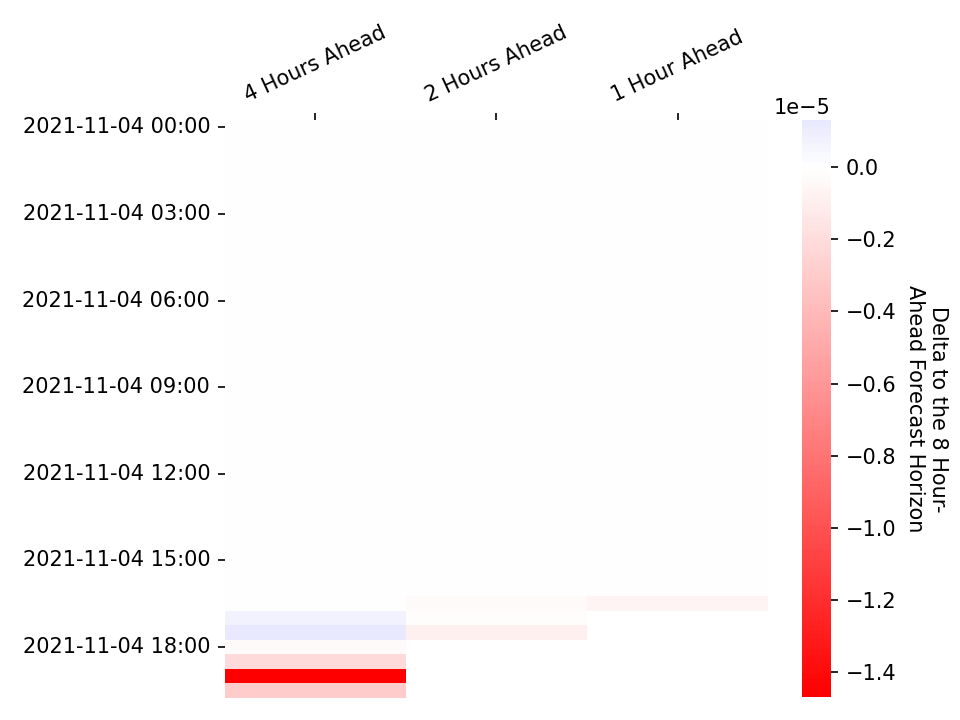 4 Hours Ahead
2 Hours Ahead
1 Hour Ahead
1e−5
2021-11-04 00:00
2021-11-04 03:00
2021-11-04 06:00
2021-11-04 09:00
2021-11-04 12:00
2021-11-04 15:00
2021-11-04 18:00
0.0
−0.2
−0.4
−0.6
−0.8
−1.0
−1.2
−1.4
Delta to the 8 Hour-
Ahead Forecast Horizon